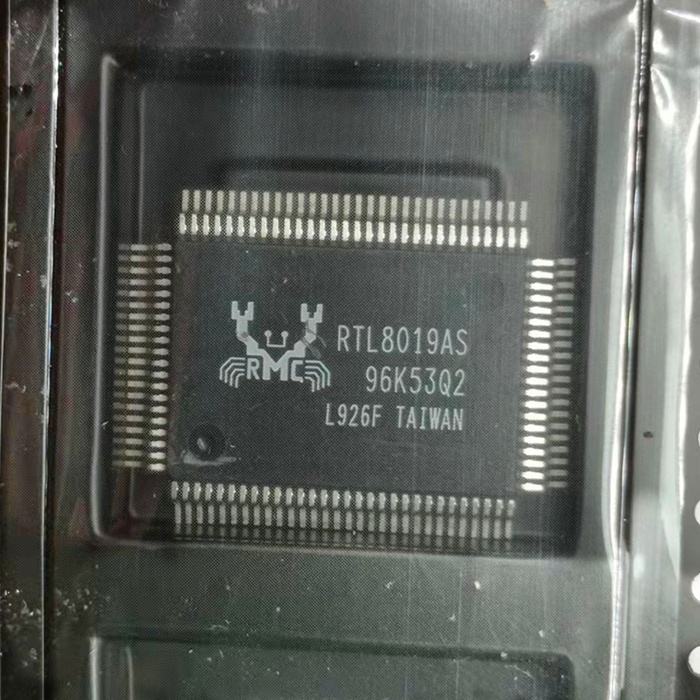 RMC
RTL8019AS
96K53Q2
L926F TAIWAN